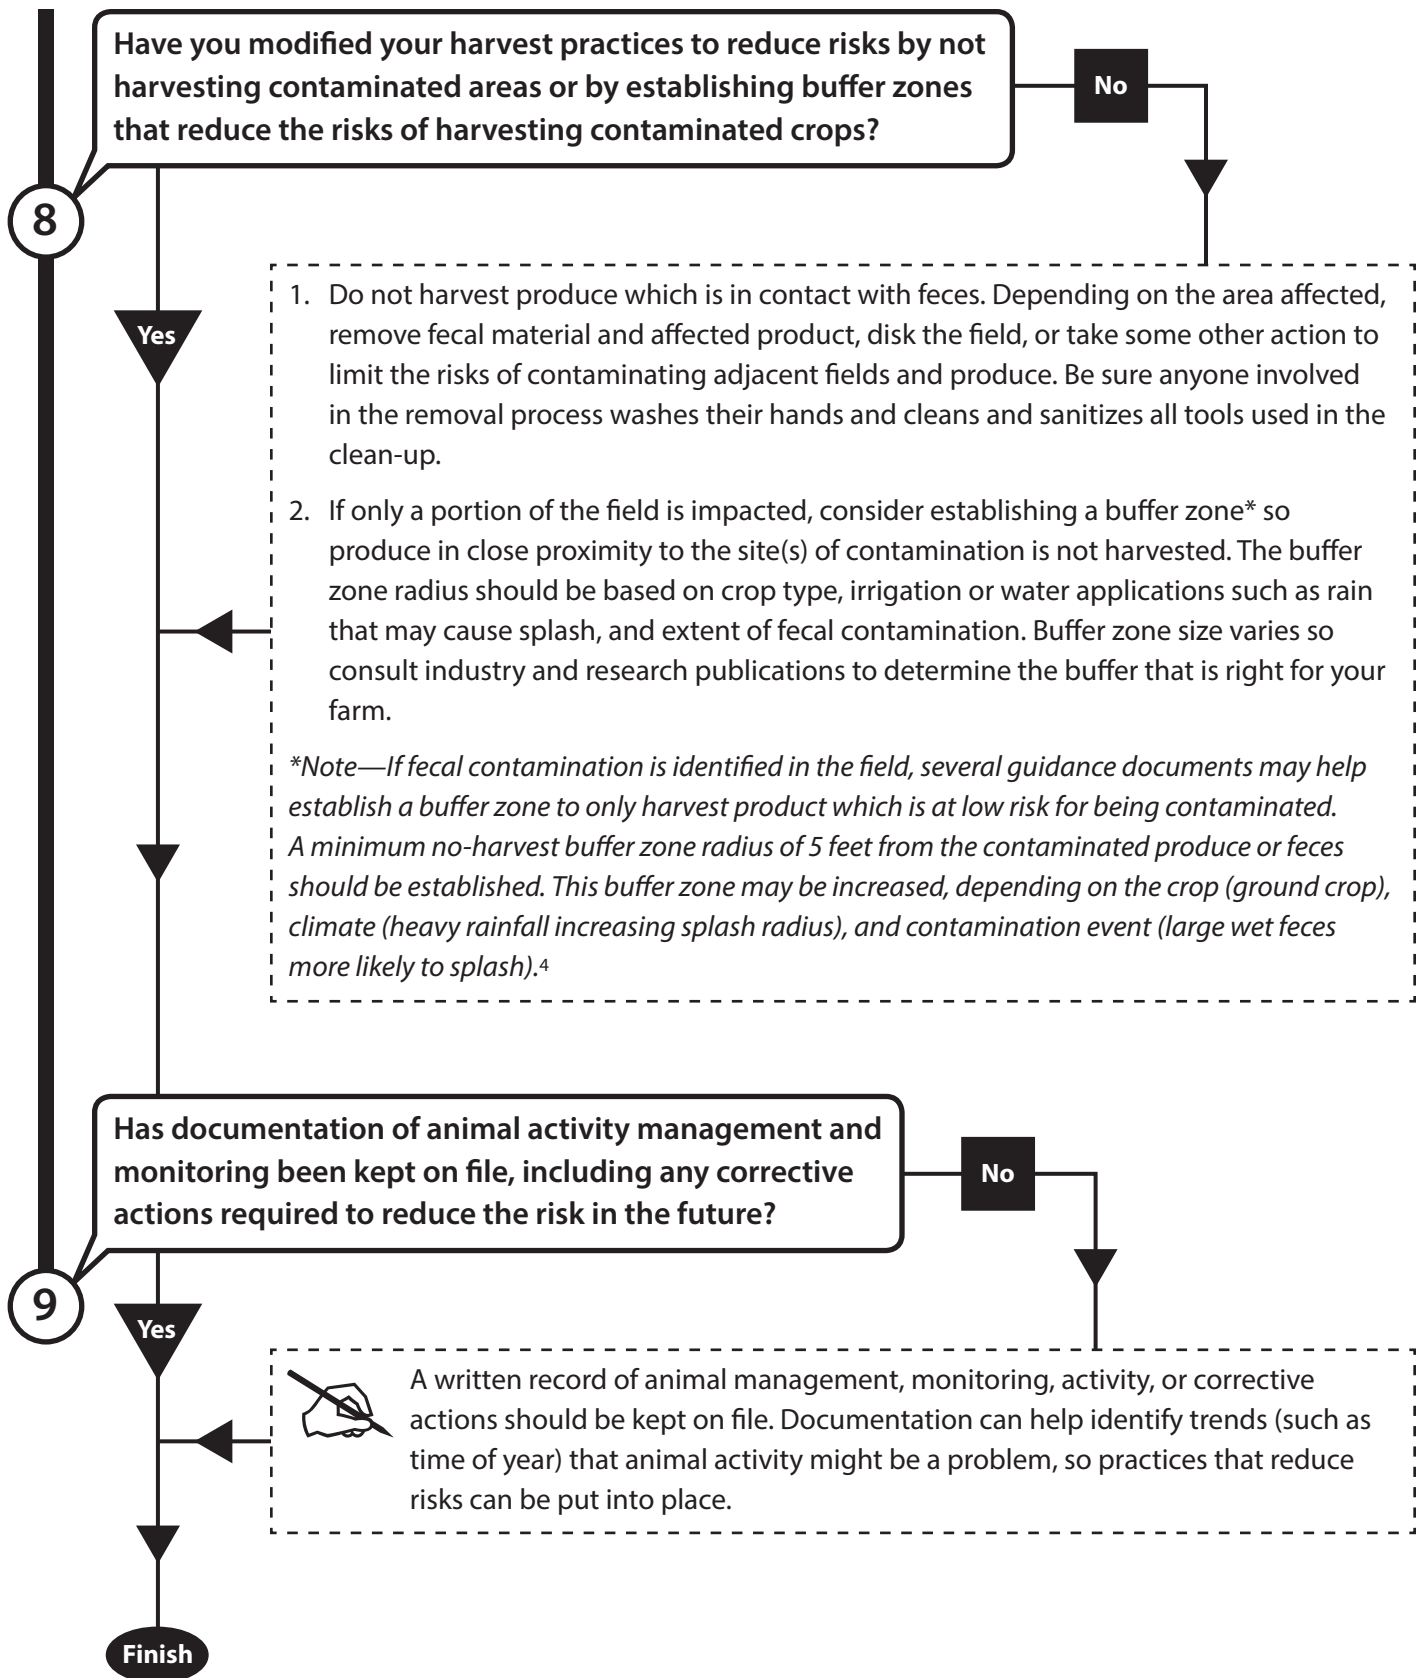 Have you modified your harvest practices to reduce risks by not
harvesting contaminated areas or by establishing buffer zones
that reduce the risks of harvesting contaminated crops?
No
8
Yes
1. Do not harvest produce which is in contact with feces. Depending on the area affected,
remove fecal material and affected product, disk the field, or take some other action to
limit the risks of contaminating adjacent fields and produce. Be sure anyone involved
in the removal process washes their hands and cleans and sanitizes all tools used in the
clean-up.
2. If only a portion of the field is impacted, consider establishing a buffer zone* so
produce in close proximity to the site(s) of contamination is not harvested. The buffer
zone radius should be based on crop type, irrigation or water applications such as rain
that may cause splash, and extent of fecal contamination. Buffer zone size varies so
consult industry and research publications to determine the buffer that is right for your
farm.
*Note—If fecal contamination is identified in the field, several guidance documents may help
establish a buffer zone to only harvest product which is at low risk for being contaminated.
A minimum no-harvest buffer zone radius of 5 feet from the contaminated produce or feces
should be established. This buffer zone may be increased, depending on the crop (ground crop),
climate (heavy rainfall increasing splash radius), and contamination event (large wet feces
more likely to splash).4
Has documentation of animal activity management and
monitoring been kept on file, including any corrective
actions required to reduce the risk in the future?
No
9
Yes
A written record of animal management, monitoring, activity, or corrective
actions should be kept on file. Documentation can help identify trends (such as
time of year) that animal activity might be a problem, so practices that reduce
risks can be put into place.
Finish